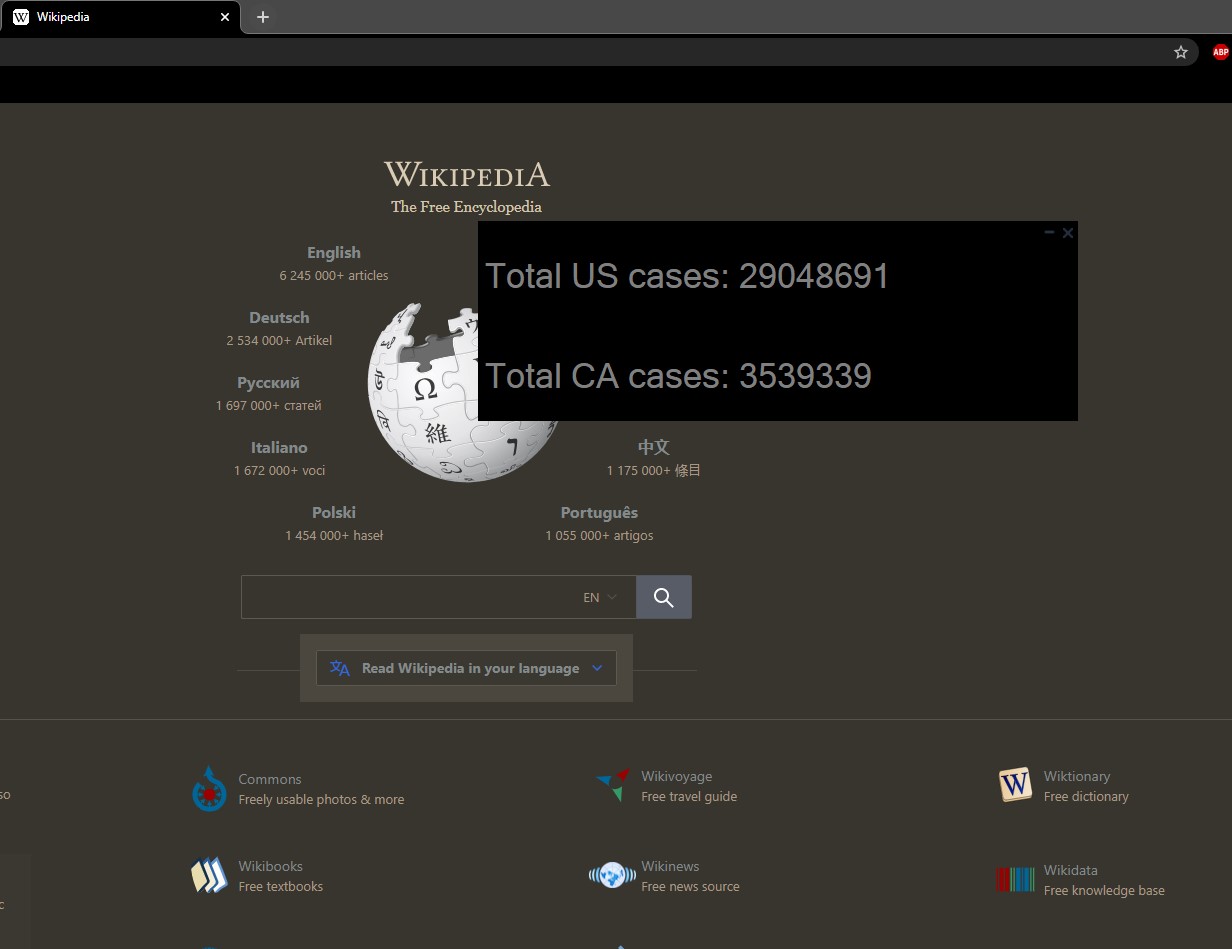 Wikipedia
ABP
WIKIPEDIA
The Free Encyclopedia
English
6 245 000+ articles
Total US cases: 29048691
Deutsch
2 534 000+ Artikel
Total CA cases: 3539339
Русский
1 697 000+ статей
Ω
維
Italiano
1 672 000+ voci
中文
1 175 000+ 條目
Polski
1 454 000+ haseł
Português
1 055 000+ artigos
EN
Read Wikipedia in your language
Commons
Freely usable photos & more
Wikivoyage
Free travel guide
Wiktionary
Free dictionary
so
Wikibooks
Free textbooks
Wikinews
Free news source
Wikidata
Free knowledge base
c